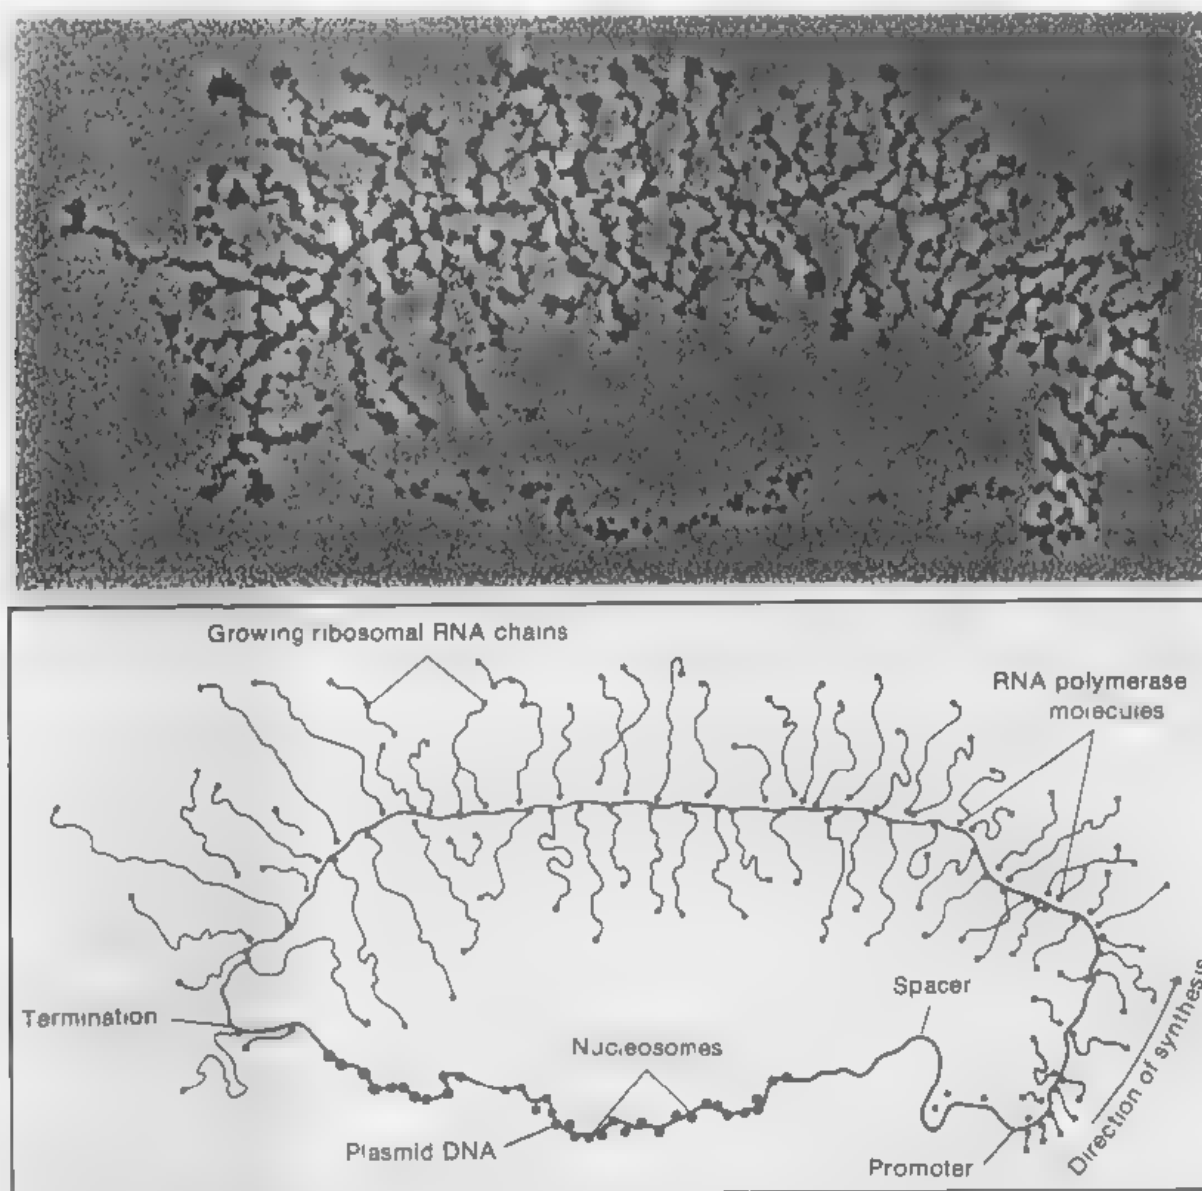 Growing ribosomal RNA chains
RNA polymerase
molecules
Spacer
Termination
Nucleosomes
Direction of synthesis
Plasmid DNA
Promoter